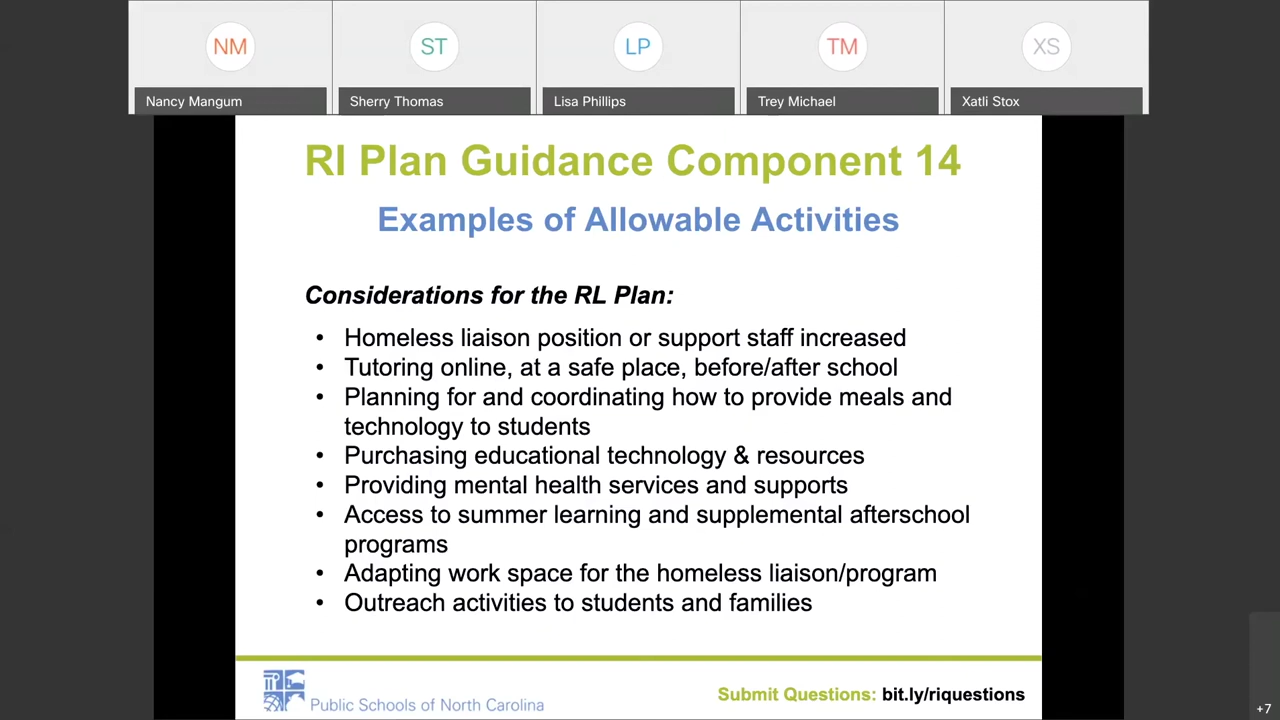 NM
ST
LP
TM
XS
Nancy Mangum
Sherry Thomas
Lisa Phillips
Trey Michael
Xatli Stox
RI Plan Guidance Component 14
Examples of Allowable Activities
Considerations for the RL Plan:
• Homeless liaison position or support staff increased
• Tutoring online, at a safe place, before/after school
• Planning for and coordinating how to provide meals and
technology to students
• Purchasing educational technology & resources
• Providing mental health services and supports
• Access to summer learning and supplemental afterschool
programs
• Adapting work space for the homeless liaison/program
• Outreach activities to students and families
Public Schools of North Carolina
Submit Questions: bit.ly/riquestions
+7